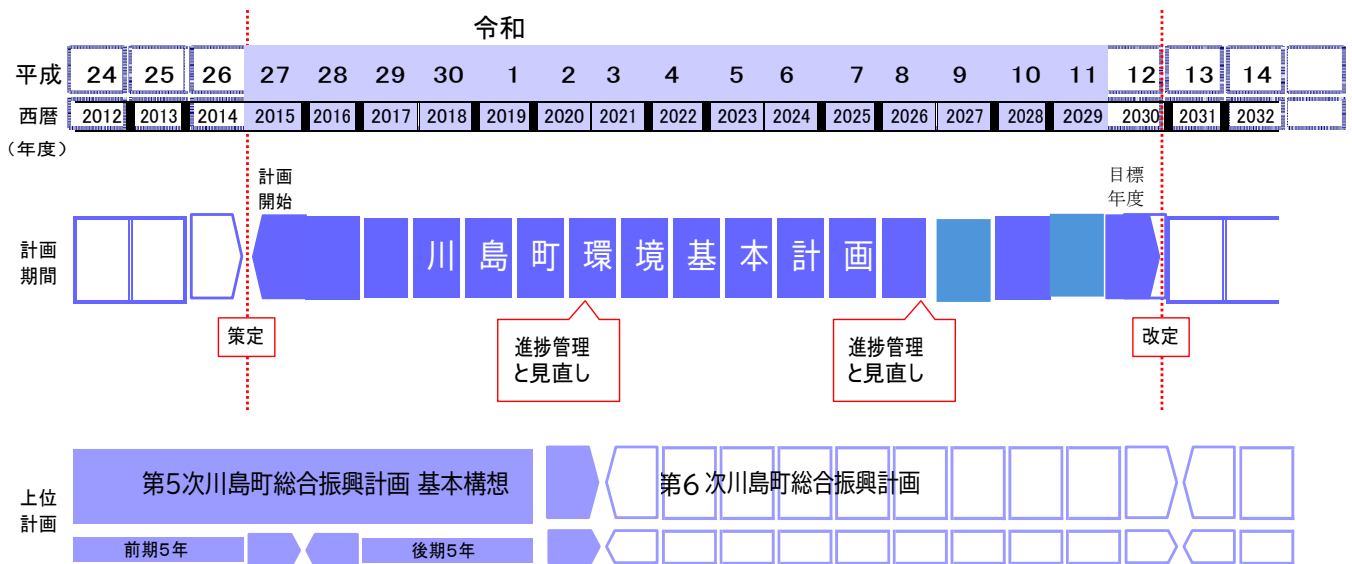 令和
平成 24 25 26 27 28 29 30 1 2 3 4 5 6 7 8 9 10 11 12 13 14
西暦 2012 2013 2014 2015 2016 2017 2018 2019 2020 2021 2022 2023 2024 2025 2026 2027 2028 2029 2030 2031 2032
(年度)
計画
開始
目標
年度
計画
期間
川島町環境基本計画
策定
進捗管理
と見直し
進捗管理
と見直し
改定
上位
計画
第5次川島町総合振興計画 基本構想
第6次川島町総合振興計画
前期5年
後期5年